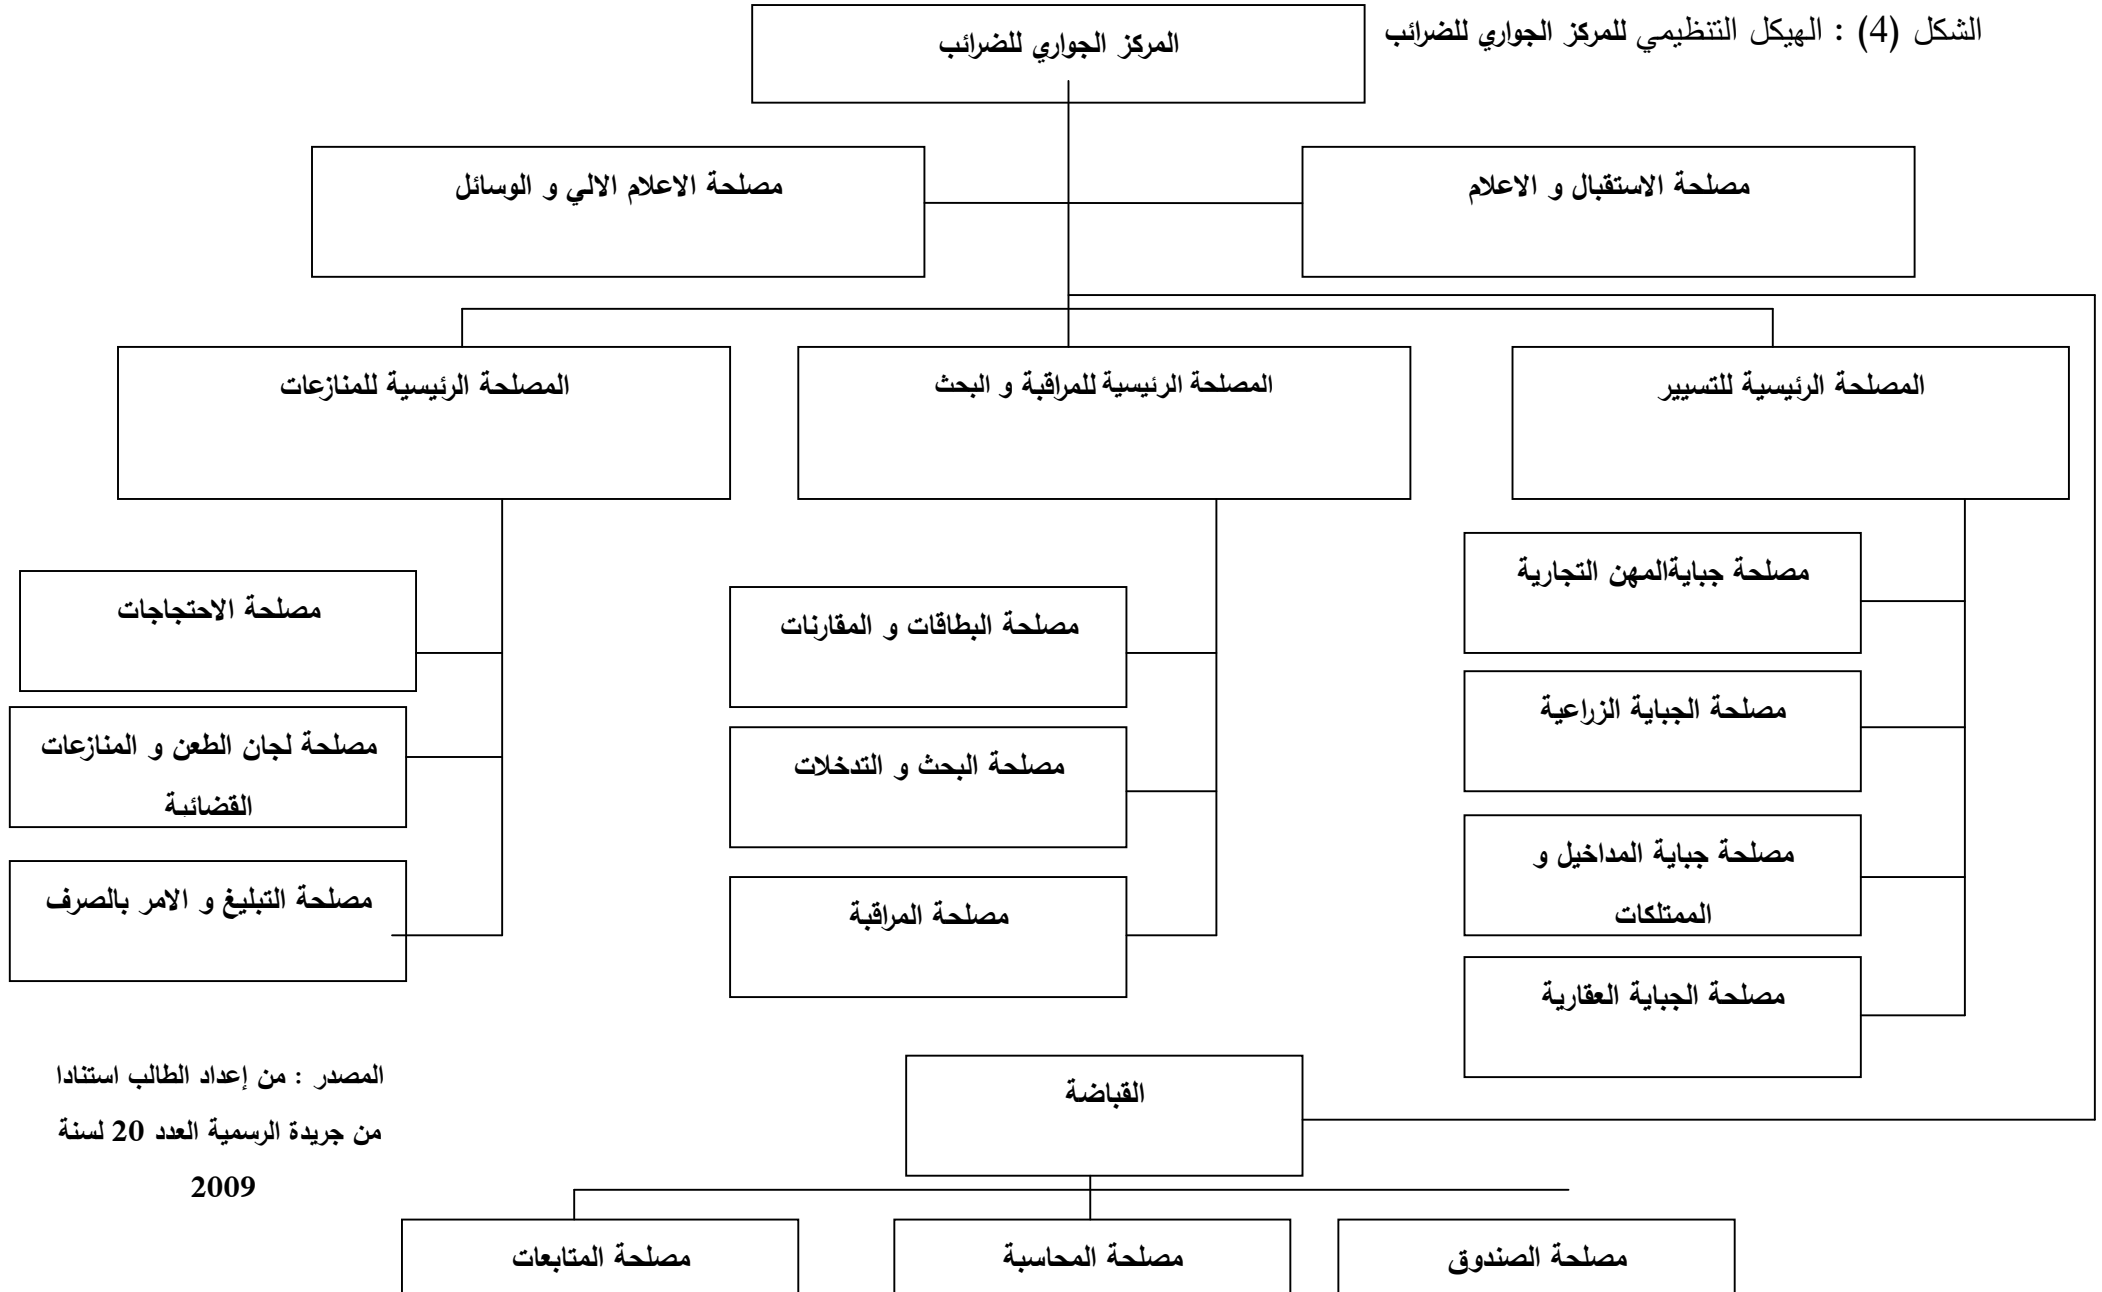 الشكل (4) : الهيكل التنظيمي للمركز الجواري للضرائب
المركز الجواري للضرائب
مصلحة الاستقبال و الاعلام
مصلحة الاعلام الالي و الوسائل
المصلحة الرئيسية للتسيير
المصلحة الرئيسية للمراقبة و البحث
المصلحة الرئيسية للمنازعات
مصلحة جبايةالمهن التجارية
مصلحة الجباية الزراعية
مصلحة جباية المداخيل و
الممتلكات
مصلحة الجباية العقارية
مصلحة البطاقات و المقارنات
مصلحة البحث و التدخلات
مصلحة المراقبة
مصلحة الاحتجاجات
مصلحة لجان الطعن و المنازعات
القضائية
مصلحة التبليغ و الامر بالصرف
القباضة
مصلحة الصندوق
مصلحة المحاسبة
مصلحة المتابعات
المصدر : من إعداد الطالب استنادا
من جريدة الرسمية العدد 20 لسنة
2009